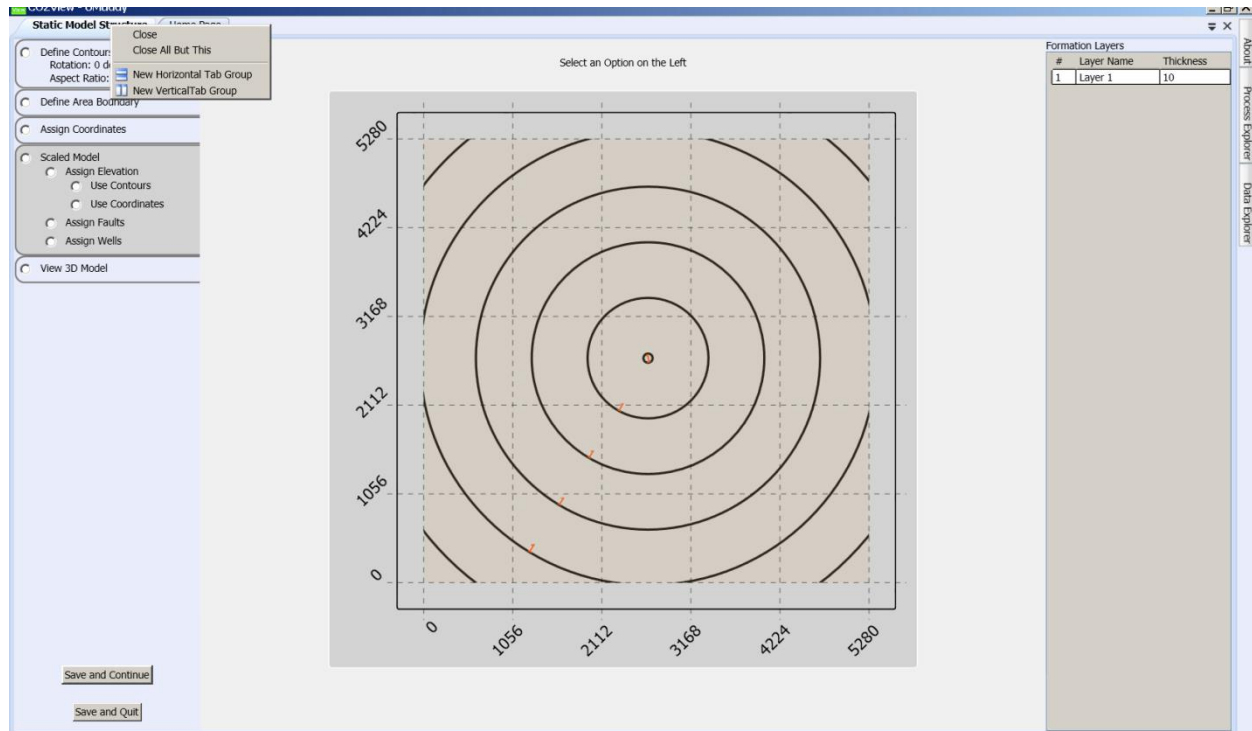 CO2View - UMuddy
Static Model Structure
Home Page
Close
Close All But This
New Horizontal Tab Group
New VerticalTab Group
Define Contours
Rotation: 0
Aspect Ratio:
Define Area Boundary
Assign Coordinates
Scaled Model
Assign Elevation
Use Contours
Use Coordinates
Assign Faults
Assign Wells
View 3D Model
Save and Continue
Save and Quit
Select an Option on the Left
5280
4224
3168
2112
1056
0
0
1056
2112
3168
4224
5280
Formation Layers
# Layer Name Thickness
1 Layer 1 10
About
Process Explorer
Data Explorer